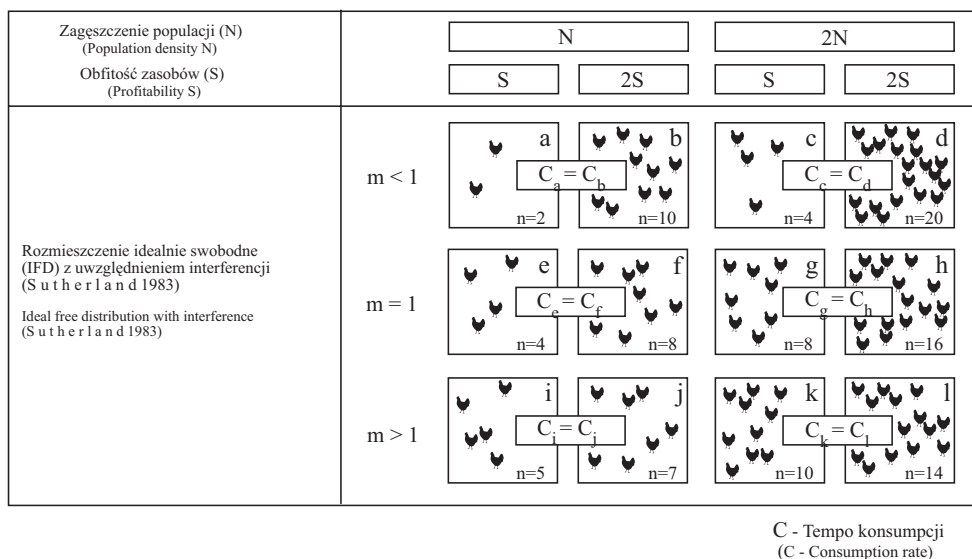 Zagęszczenie populacji (N)
(Population density N)
N
2N
Obfitość zasobów (S)
(Profitability S)
S
2S
S
2S
Rozmieszczenie idealnie swobodne
(IFD) z uwzględnieniem interferencji
(S u t h e r l a n d 1983)
Ideal free distribution with interference
(S u t h e r l a n d 1983)
m < 1
a
b
c
d
C_a = C_b
C_c = C_d
n=2
n=10
n=4
n=20
m = 1
e
f
g
h
C_e = C_f
C_g = C_h
n=4
n=8
n=8
n=16
m > 1
i
j
k
l
C_i = C_j
C_k = C_l
n=5
n=7
n=10
n=14
C - Tempo konsumpcji
(C - Consumption rate)